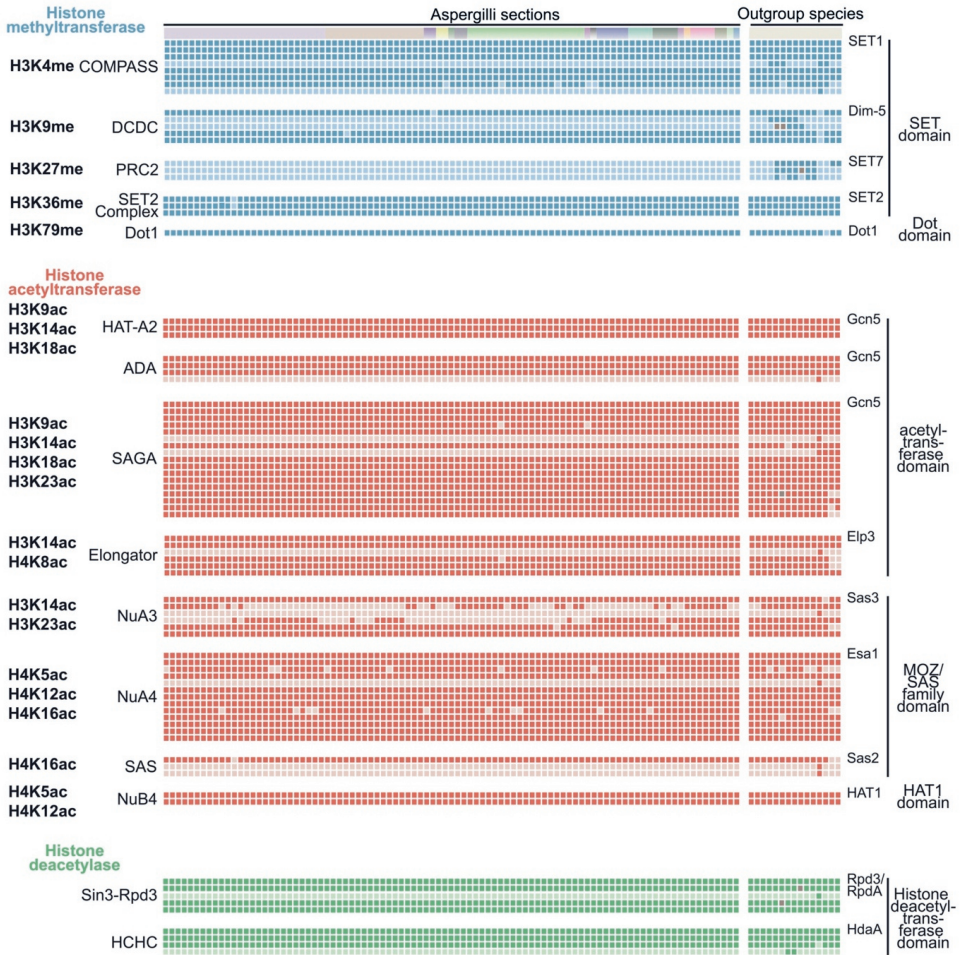 Histone
methyltransferase
Aspergilli sections
Outgroup species
H3K4me COMPASS
SET1
H3K9me DCDC
Dim-5
SET
domain
H3K27me PRC2
SET7
H3K36me SET2
Complex
SET2
H3K79me Dot1
Dot1
Dot
domain
Histone
acetyltransferase
H3K9ac
H3K14ac
H3K18ac
HAT-A2
Gcn5
ADA
Gcn5
H3K9ac
H3K14ac
H3K18ac
H3K23ac
SAGA
Gcn5
acetyl-
trans-
ferase
domain
H3K14ac
H4K8ac
Elongator
Elp3
H3K14ac
H3K23ac
NuA3
Sas3
H4K5ac
H4K12ac
H4K16ac
NuA4
Esa1
MOZ/
SAS
family
domain
H4K16ac
SAS
Sas2
H4K5ac
H4K12ac
NuB4
HAT1
HAT1
domain
Histone
deacetylase
Sin3-Rpd3
Rpd3/
RpdA
HCHC
HdaA
Histone
deacetyl-
trans-
ferase
domain